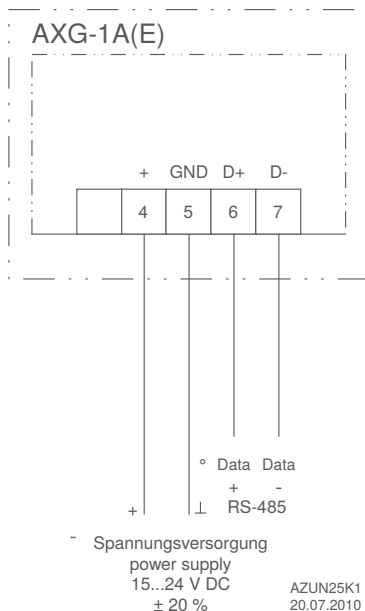 AXG-1A(E)
+ GND D+ D-
4 5 6 7
° Data Data
+ -
+ ⊥ RS-485
~ Spannungsversorgung
power supply
15...24 V DC
± 20 %
AZUN25K1
20.07.2010